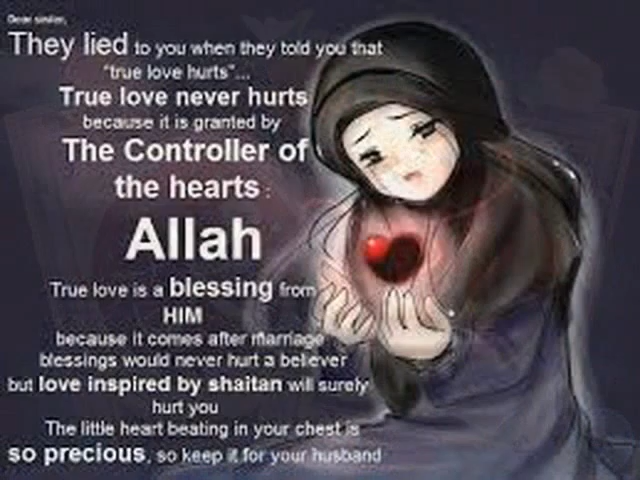 Dear sister,
They lied to you when they told you that
"true love hurts"...
True love never hurts
because it is granted by
The Controller of
the hearts :
Allah
True love is a blessing from
HIM
because it comes after marriage
blessings would never hurt a believer
but love inspired by shaitan will surely
hurt you
The little heart beating in your chest is
so precious, so keep it for your husband